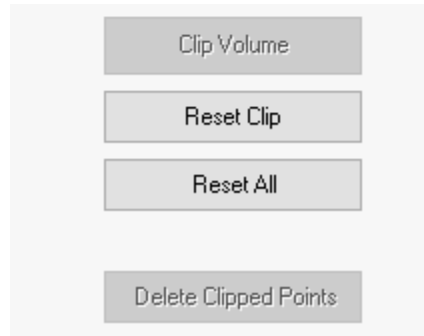 Clip Volume
Reset Clip
Reset All
Delete Clipped Points